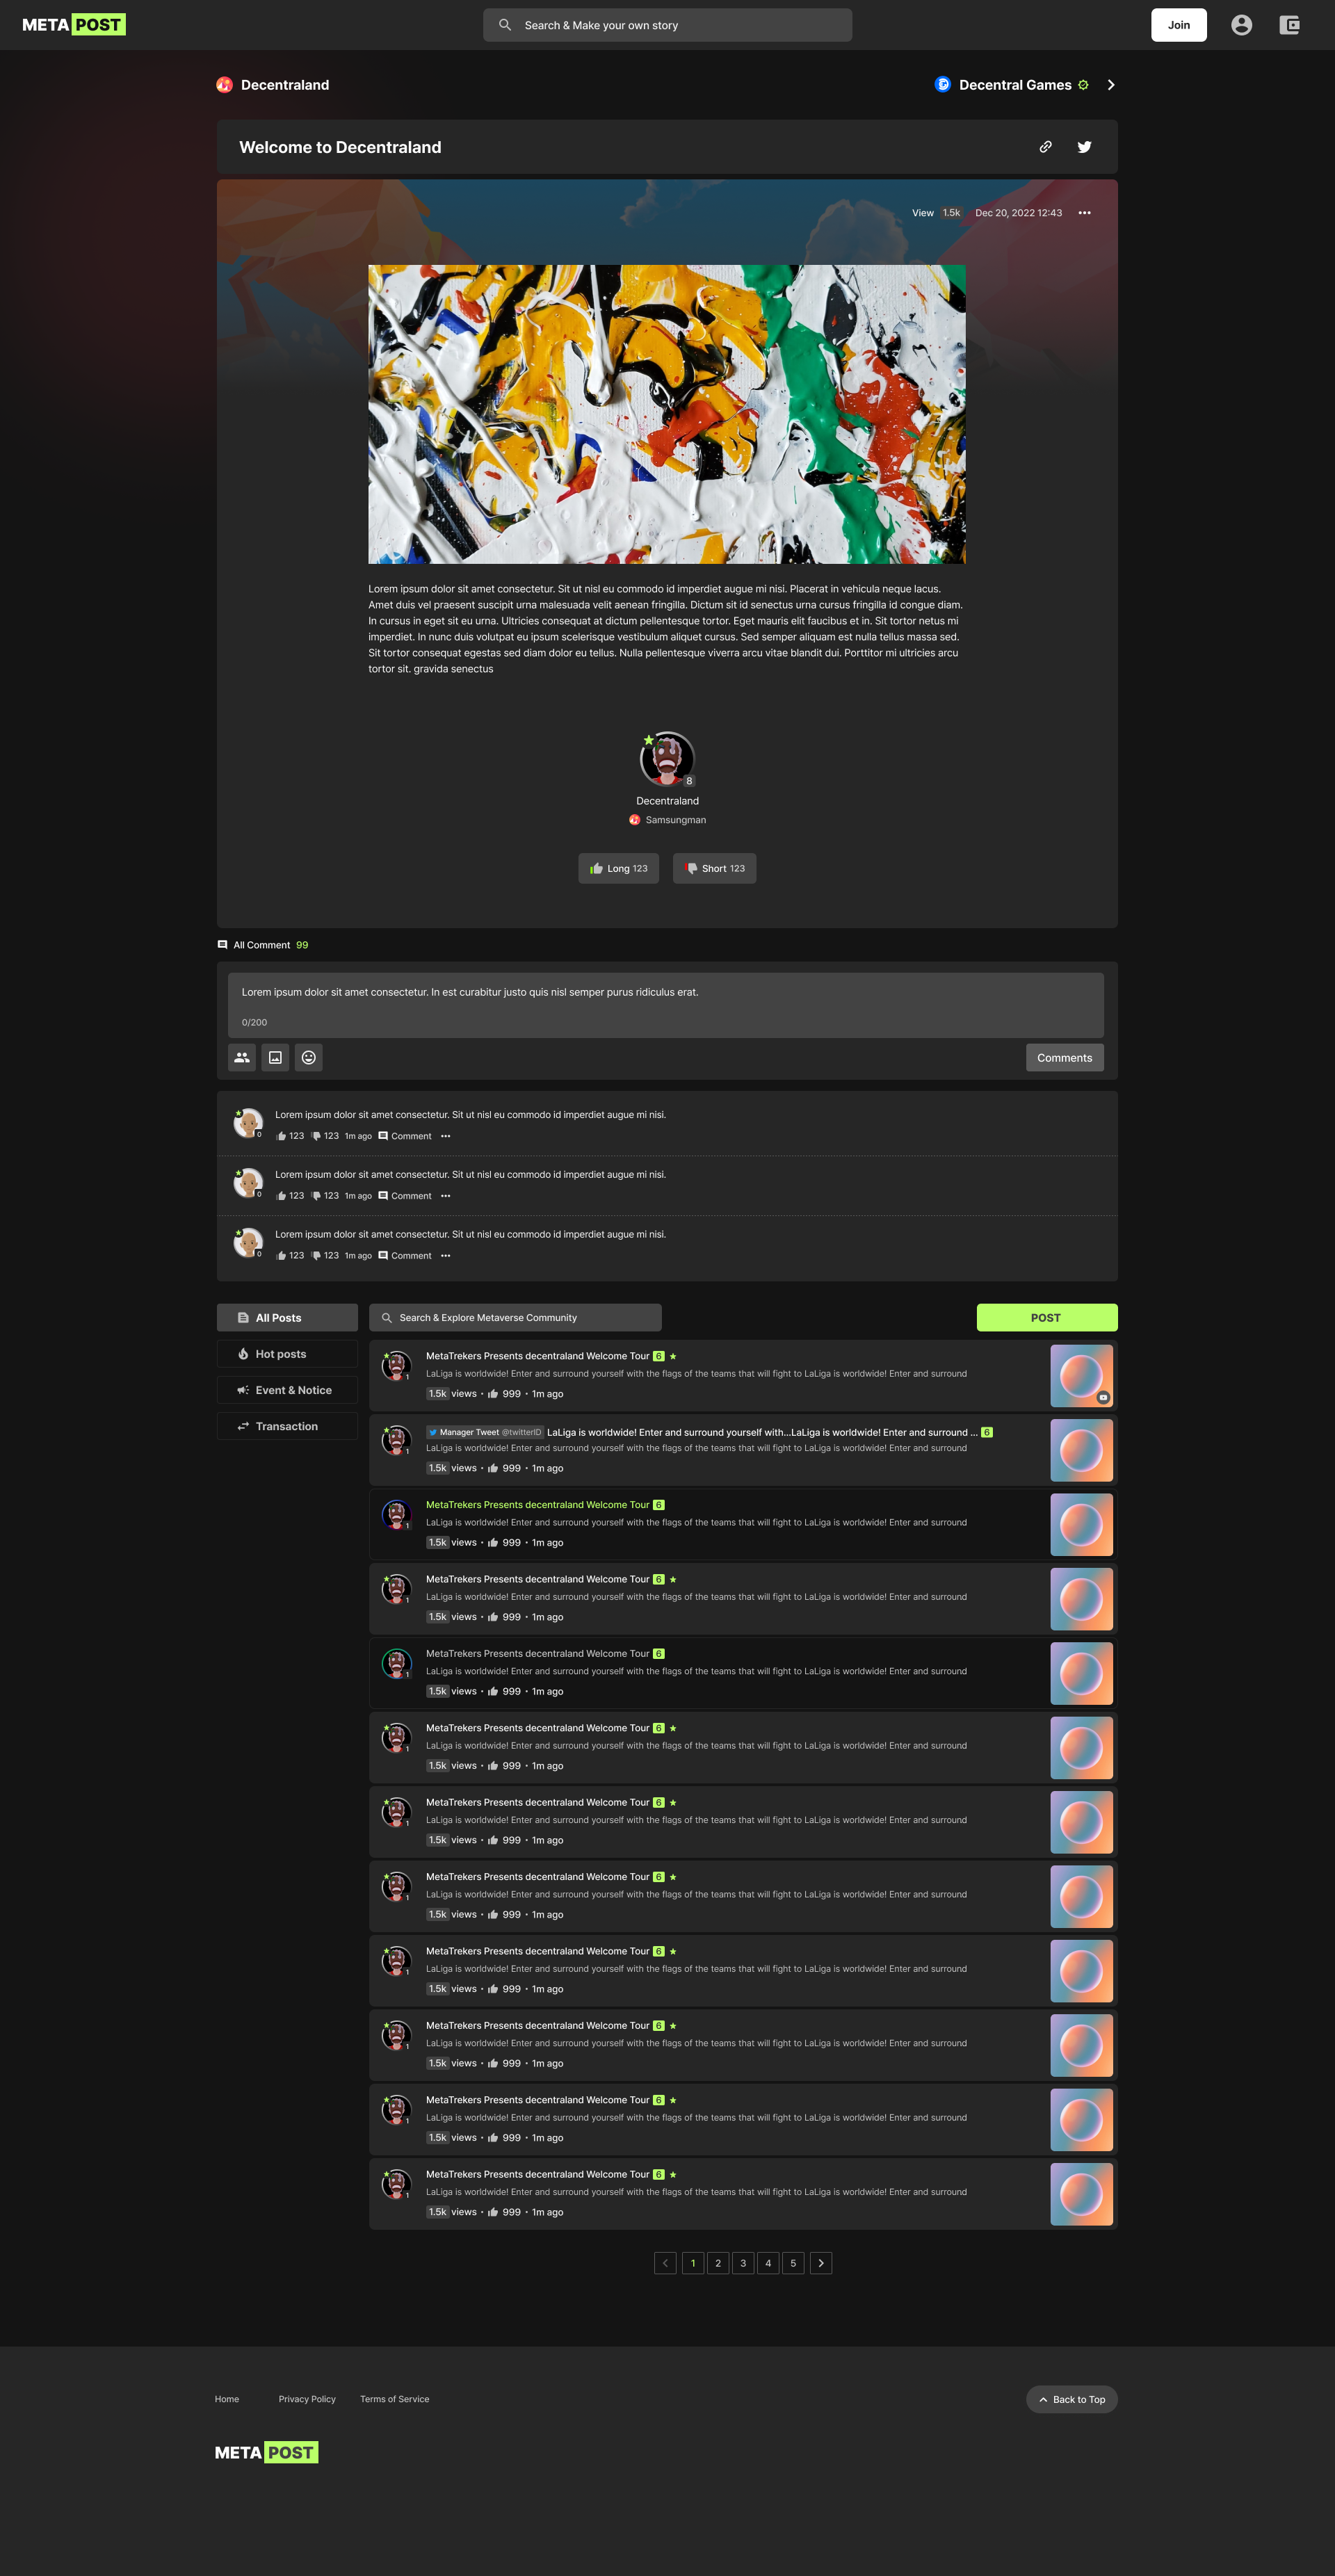 META POST
Search & Make your own story
Join
Decentraland
Decentral Games
Welcome to Decentraland
View 1.5k Dec 20, 2022 12:43
Lorem ipsum dolor sit amet consectetur. Sit ut nisl eu commodo id imperdiet augue mi nisi. Placerat in vehicula neque lacus.
Amet duis vel praesent suscipit urna malesuada velit aenean fringilla. Dictum sit id senectus urna cursus fringilla id congue diam.
In cursus in eget sit eu urna. Ultricies consequat at dictum pellentesque tortor. Eget mauris elit faucibus et in. Sit tortor netus mi
imperdiet. In nunc duis volutpat eu ipsum scelerisque vestibulum aliquet cursus. Sed semper aliquam est nulla tellus massa sed.
Sit tortor consequat egestas sed diam dolor eu tellus. Nulla pellentesque viverra arcu vitae blandit dui. Porttitor mi ultricies arcu
tortor sit. gravida senectus
8
Decentraland
Samsungman
Long 123
Short 123
All Comment 99
Lorem ipsum dolor sit amet consectetur. In est curabitur justo quis nisl semper purus ridiculus erat.
0/200
Comments
Lorem ipsum dolor sit amet consectetur. Sit ut nisl eu commodo id imperdiet augue mi nisi.
0
123 123 1m ago Comment
Lorem ipsum dolor sit amet consectetur. Sit ut nisl eu commodo id imperdiet augue mi nisi.
0
123 123 1m ago Comment
Lorem ipsum dolor sit amet consectetur. Sit ut nisl eu commodo id imperdiet augue mi nisi.
0
123 123 1m ago Comment
All Posts
Hot posts
Event & Notice
Transaction
Search & Explore Metaverse Community
POST
MetaTrekers Presents decentraland Welcome Tour 6
LaLiga is worldwide! Enter and surround yourself with the flags of the teams that will fight to LaLiga is worldwide! Enter and surround
1
1.5k views • 999 • 1m ago
Manager Tweet @twitterID LaLiga is worldwide! Enter and surround yourself with...LaLiga is worldwide! Enter and surround ... 6
LaLiga is worldwide! Enter and surround yourself with the flags of the teams that will fight to LaLiga is worldwide! Enter and surround
1
1.5k views • 999 • 1m ago
MetaTrekers Presents decentraland Welcome Tour 6
LaLiga is worldwide! Enter and surround yourself with the flags of the teams that will fight to LaLiga is worldwide! Enter and surround
1
1.5k views • 999 • 1m ago
MetaTrekers Presents decentraland Welcome Tour 6
LaLiga is worldwide! Enter and surround yourself with the flags of the teams that will fight to LaLiga is worldwide! Enter and surround
1
1.5k views • 999 • 1m ago
MetaTrekers Presents decentraland Welcome Tour 6
LaLiga is worldwide! Enter and surround yourself with the flags of the teams that will fight to LaLiga is worldwide! Enter and surround
1
1.5k views • 999 • 1m ago
MetaTrekers Presents decentraland Welcome Tour 6
LaLiga is worldwide! Enter and surround yourself with the flags of the teams that will fight to LaLiga is worldwide! Enter and surround
1
1.5k views • 999 • 1m ago
MetaTrekers Presents decentraland Welcome Tour 6
LaLiga is worldwide! Enter and surround yourself with the flags of the teams that will fight to LaLiga is worldwide! Enter and surround
1
1.5k views • 999 • 1m ago
MetaTrekers Presents decentraland Welcome Tour 6
LaLiga is worldwide! Enter and surround yourself with the flags of the teams that will fight to LaLiga is worldwide! Enter and surround
1
1.5k views • 999 • 1m ago
MetaTrekers Presents decentraland Welcome Tour 6
LaLiga is worldwide! Enter and surround yourself with the flags of the teams that will fight to LaLiga is worldwide! Enter and surround
1
1.5k views • 999 • 1m ago
MetaTrekers Presents decentraland Welcome Tour 6
LaLiga is worldwide! Enter and surround yourself with the flags of the teams that will fight to LaLiga is worldwide! Enter and surround
1
1.5k views • 999 • 1m ago
MetaTrekers Presents decentraland Welcome Tour 6
LaLiga is worldwide! Enter and surround yourself with the flags of the teams that will fight to LaLiga is worldwide! Enter and surround
1
1.5k views • 999 • 1m ago
MetaTrekers Presents decentraland Welcome Tour 6
LaLiga is worldwide! Enter and surround yourself with the flags of the teams that will fight to LaLiga is worldwide! Enter and surround
1
1.5k views • 999 • 1m ago
1 2 3 4 5
Home Privacy Policy Terms of Service
Back to Top
META POST